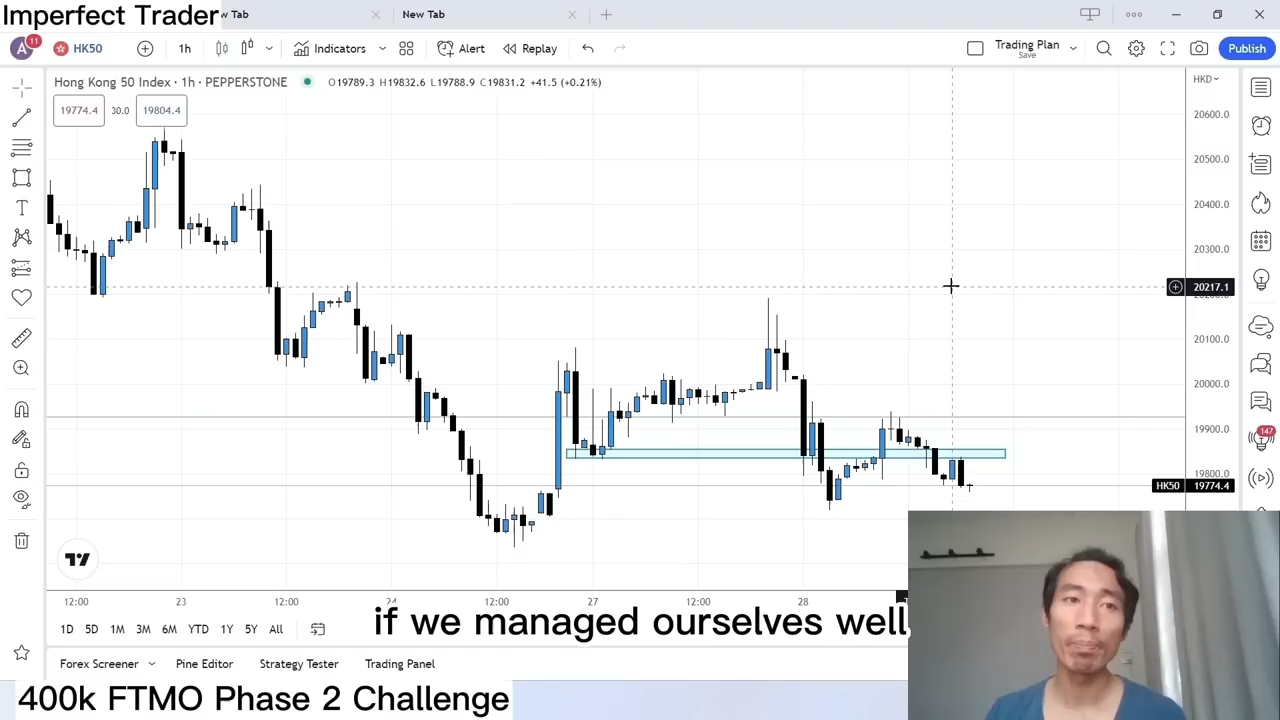 Imperfect Trader
w Tab
New Tab
A 11 HK50 1h Indicators Alert Replay Trading Plan Save Publish
Hong Kong 50 Index · 1h · PEPPERSTONE O19789.3 H19832.6 L19788.9 C19831.2 +41.5 (+0.21%)
HKD
19774.4 30.0 19804.4
20600.0
20500.0
20400.0
20300.0
20217.1
20100.0
20000.0
19900.0
147
19800.0
HK50 19774.4
12:00 23 12:00 24 12:00 27 12:00 28
if we managed ourselves well
1D 5D 1M 3M 6M YTD 1Y 5Y All
Forex Screener Pine Editor Strategy Tester Trading Panel
400k FTMO Phase 2 Challenge